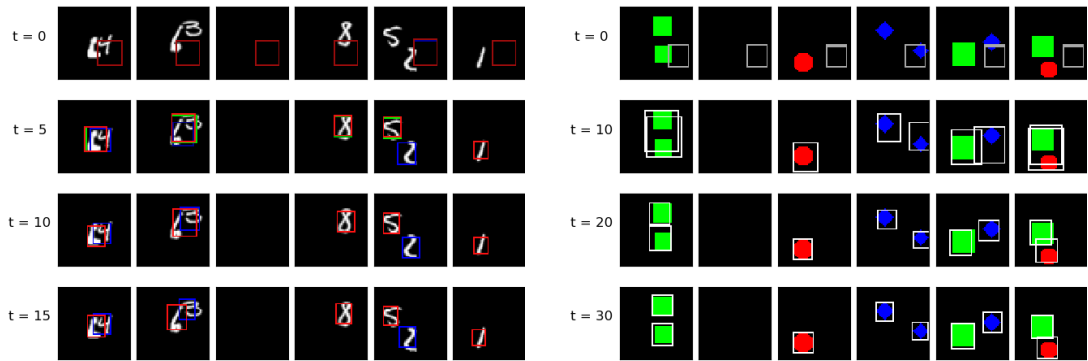 t = 0
t = 5
t = 10
t = 15
t = 0
t = 10
t = 20
t = 30